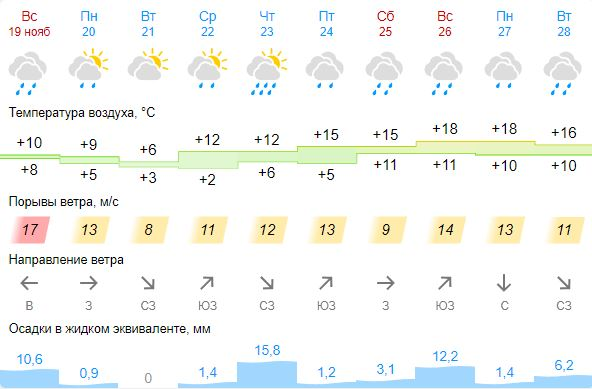 Вс Пн Вт Ср Чт Пт Сб Вс Пн Вт
19 нояб 20 21 22 23 24 25 26 27 28
Температура воздуха, °C
+10 +9 +6 +12 +12 +15 +15 +18 +18 +16
+8 +5 +3 +2 +6 +5 +11 +11 +10 +10
Порывы ветра, м/с
17 13 8 11 12 13 9 14 13 11
Направление ветра
В З СЗ ЮЗ СЗ ЮЗ З ЮЗ С СЗ
Осадки в жидком эквиваленте, мм
10,6 0,9 0 1,4 15,8 1,2 3,1 12,2 1,4 6,2